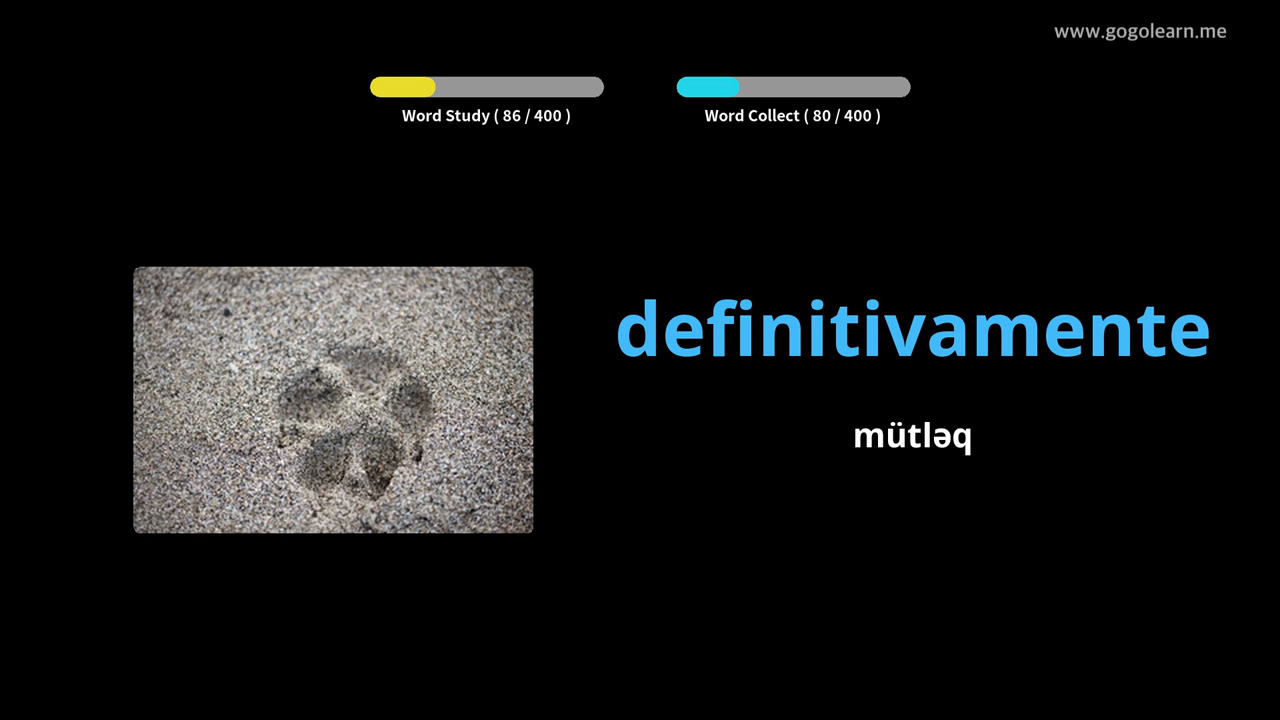 www.gogolearn.me
Word Study ( 86 / 400 )
Word Collect ( 80 / 400 )
definitivamente
mütləq